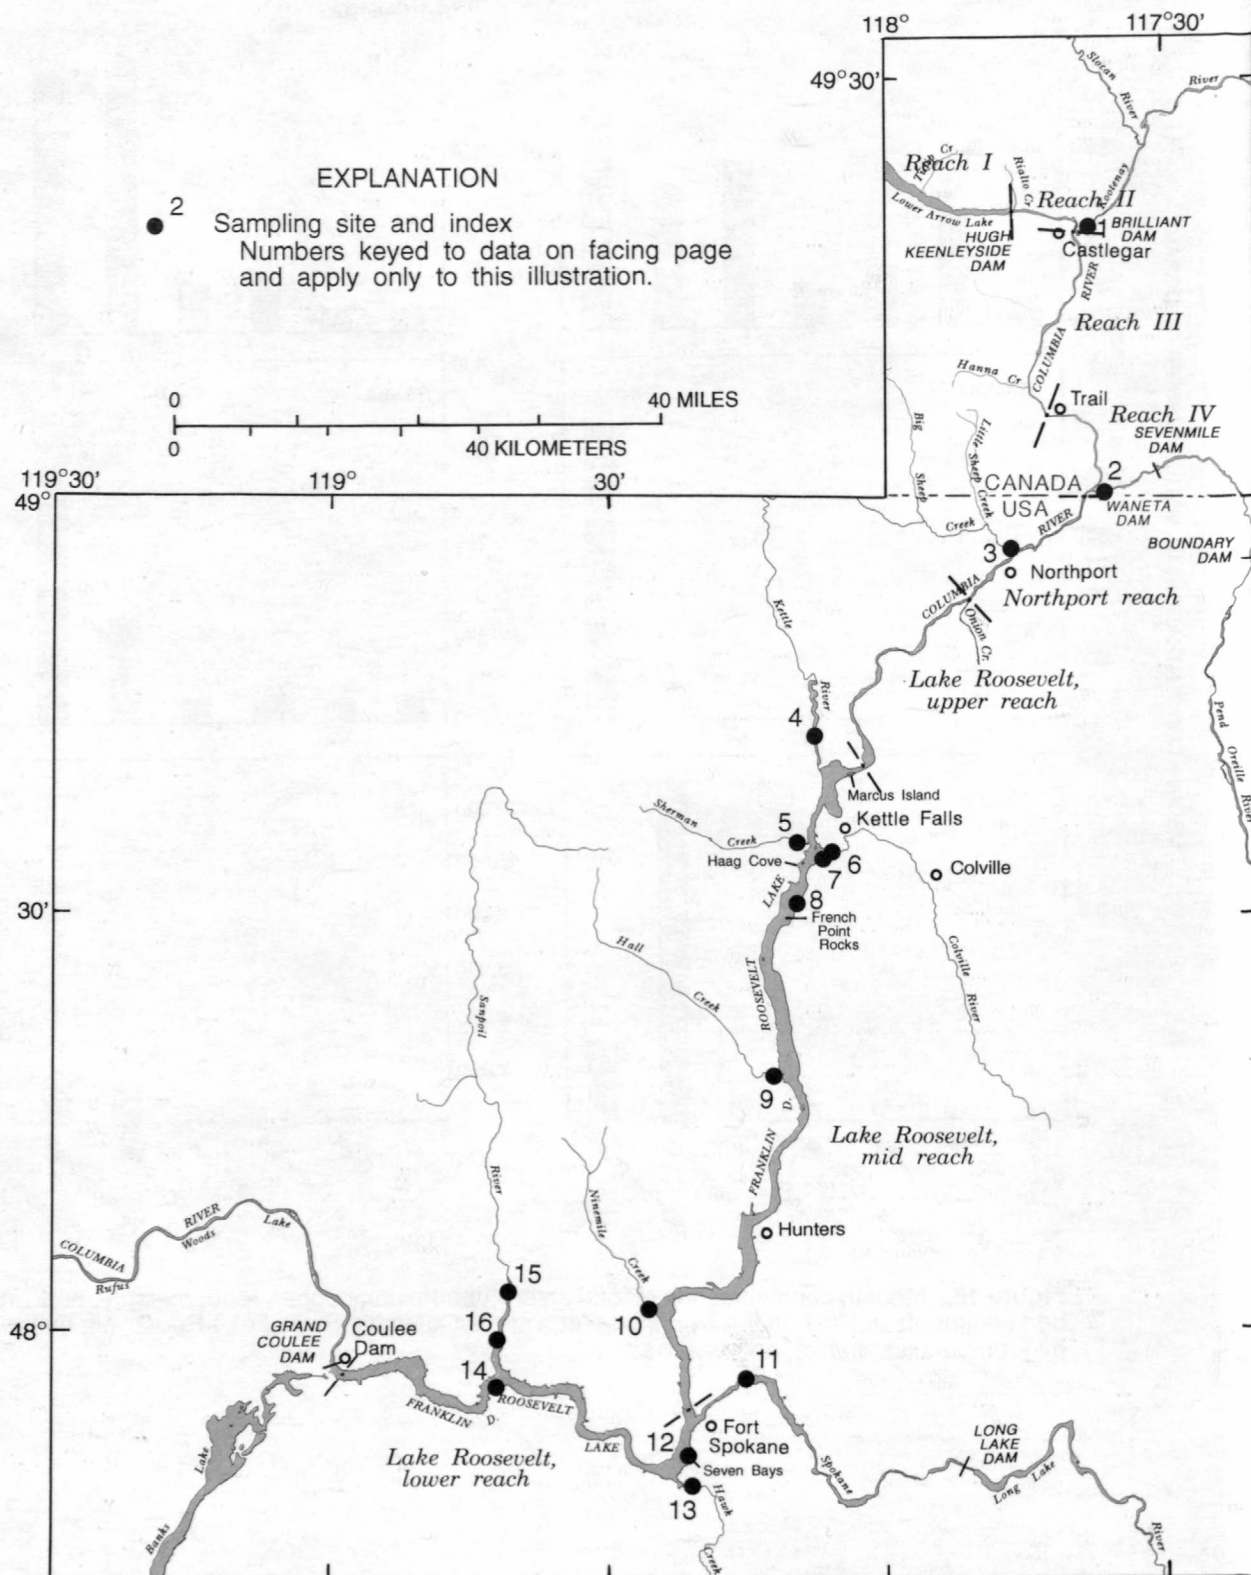 118°
117°30'
49°30'
Slocan
River
River
EXPLANATION
2
Sampling site and index
Numbers keyed to data on facing page
and apply only to this illustration.
Reach I
Cr.
Rialto Cr
Reach II
Kootenay
Lower Arrow Lake
HUGH
KEENLEYSIDE
DAM
1
BRILLIANT
DAM
Castlegar
RIVER
COLUMBIA
Reach III
Hanna Cr
Trail
Reach IV
SEVENMILE
DAM
0
40 MILES
0
40 KILOMETERS
Big
Sheep
Creek
Little Sheep Creek
119°30'
119°
30'
49°
CANADA
USA
2
WANETA
DAM
RIVER
BOUNDARY
DAM
3
Northport
COLUMBIA
Northport reach
Onion Cr.
Kettle
River
Lake Roosevelt,
upper reach
Pend
Oreille
River
4
Marcus Island
Sherman
Creek
5
Kettle Falls
Haag Cove
6
7
Colville
LAKE
8
30'
French
Point
Rocks
Hall
Creek
ROOSEVELT
Colville
River
Sanpoil
9
D.
FRANKLIN
Lake Roosevelt,
mid reach
River
Ninemile
Creek
Hunters
RIVER
Lake
Woods
COLUMBIA
Rufus
15
10
48°
GRAND
COULEE
DAM
Coulee
Dam
16
11
14
FRANKLIN
D.
ROOSEVELT
LAKE
12
Fort
Spokane
Lake Roosevelt,
lower reach
Seven Bays
13
Hawk
Creek
Spokane
LONG
LAKE
DAM
Long
Lake
River
Lake
Banks